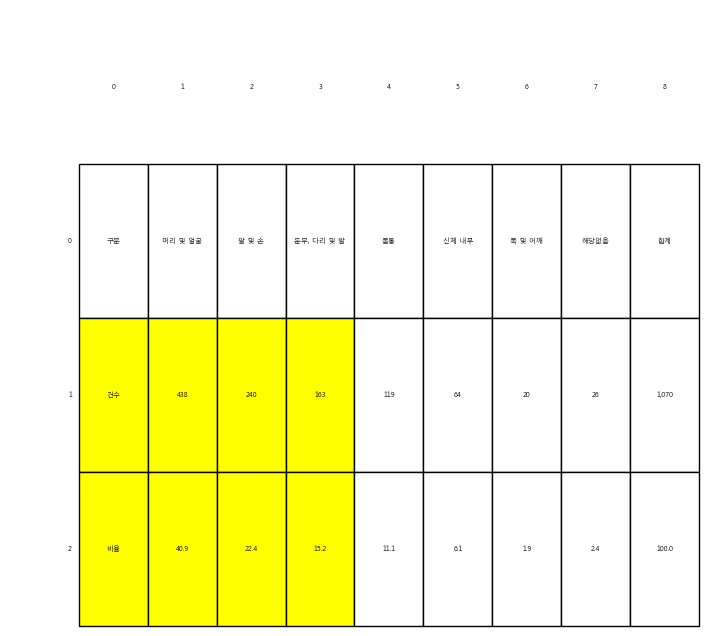 0 1 2 3 4 5 6 7 8
0 구분 머리 및 얼굴 팔 및 손 둔부, 다리 및 발 몸통 신체 내부 목 및 어깨 해당없음 합계
1 건수 438 240 163 119 64 20 26 1,070
2 비율 40.9 22.4 15.2 11.1 6.1 1.9 2.4 100.0